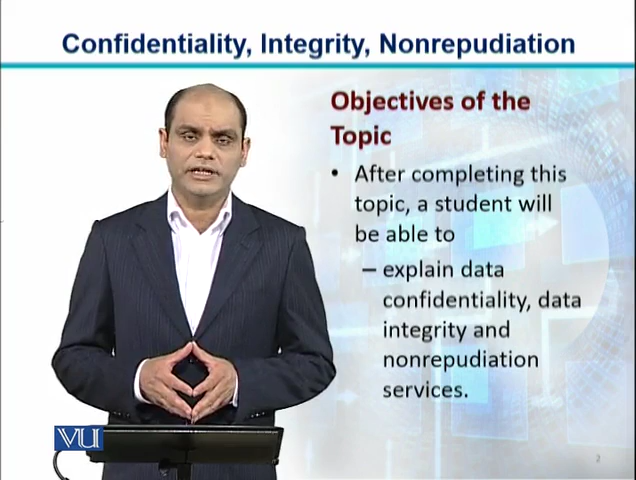 Confidentiality, Integrity, Nonrepudiation
Objectives of the
Topic
• After completing this
topic, a student will
be able to
– explain data
confidentiality, data
integrity and
nonrepudiation
services.
VU
2